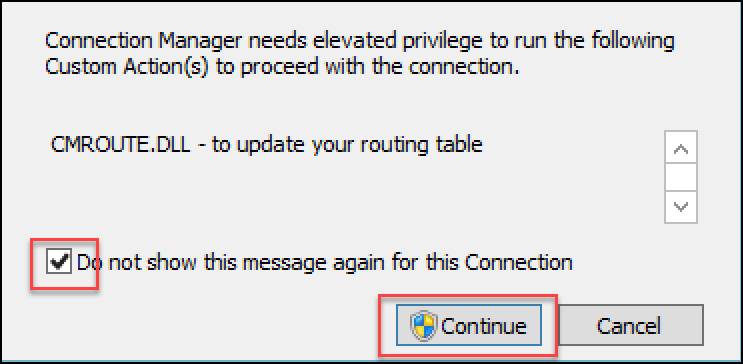 Connection Manager needs elevated privilege to run the following
Custom Action(s) to proceed with the connection.
CMROUTE.DLL - to update your routing table
Do not show this message again for this Connection
Continue
Cancel